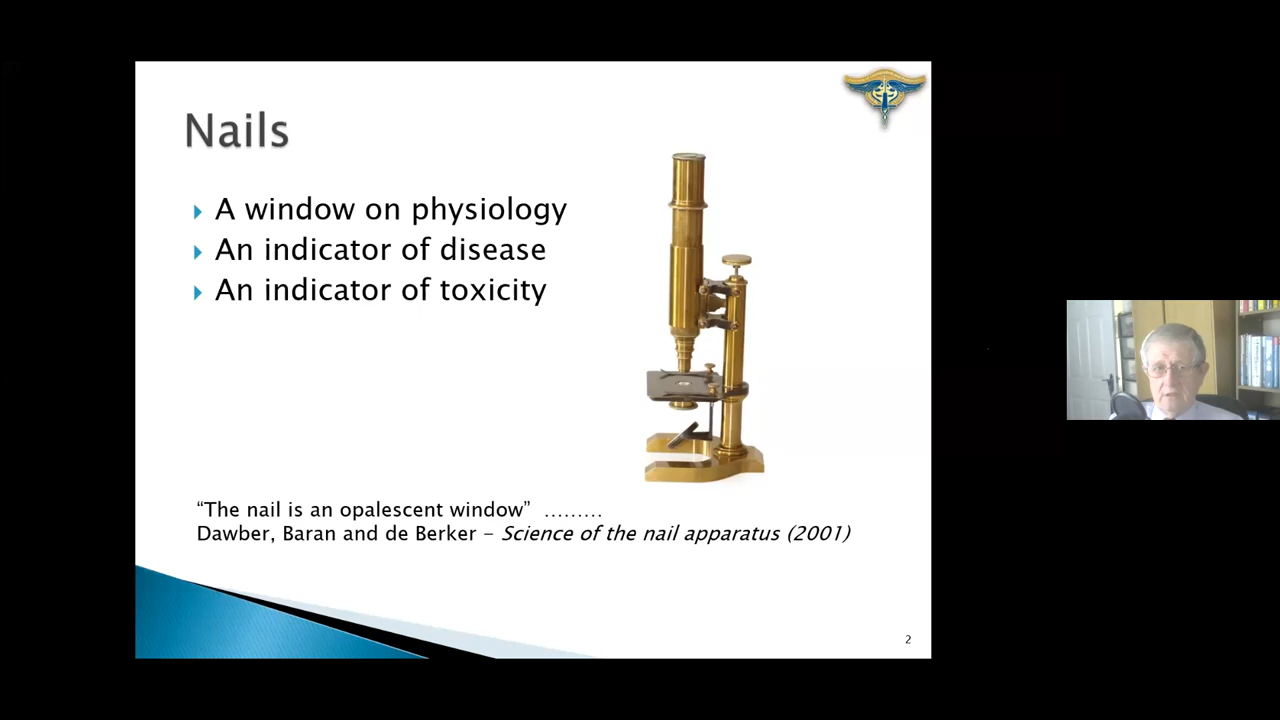 Nails
A window on physiology
An indicator of disease
An indicator of toxicity
“The nail is an opalescent window” .........
Dawber, Baran and de Berker – Science of the nail apparatus (2001)
2